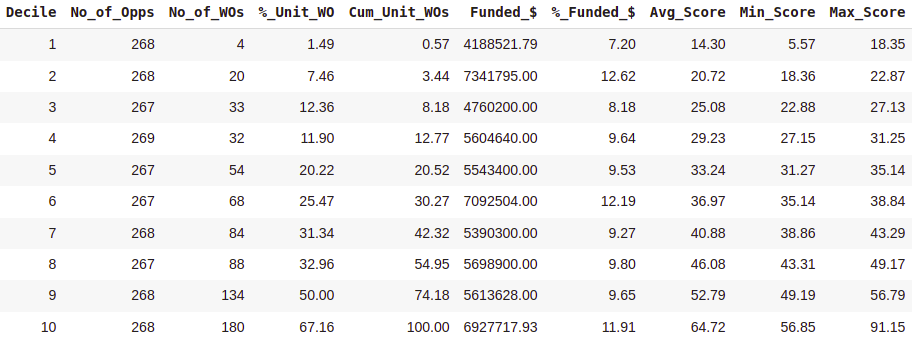 Decile No_of_Opps No_of_WOs %_Unit_WO Cum_Unit_WOs Funded_$ %_Funded_$ Avg_Score Min_Score Max_Score
1 268 4 1.49 0.57 4188521.79 7.20 14.30 5.57 18.35
2 268 20 7.46 3.44 7341795.00 12.62 20.72 18.36 22.87
3 267 33 12.36 8.18 4760200.00 8.18 25.08 22.88 27.13
4 269 32 11.90 12.77 5604640.00 9.64 29.23 27.15 31.25
5 267 54 20.22 20.52 5543400.00 9.53 33.24 31.27 35.14
6 267 68 25.47 30.27 7092504.00 12.19 36.97 35.14 38.84
7 268 84 31.34 42.32 5390300.00 9.27 40.88 38.86 43.29
8 267 88 32.96 54.95 5698900.00 9.80 46.08 43.31 49.17
9 268 134 50.00 74.18 5613628.00 9.65 52.79 49.19 56.79
10 268 180 67.16 100.00 6927717.93 11.91 64.72 56.85 91.15